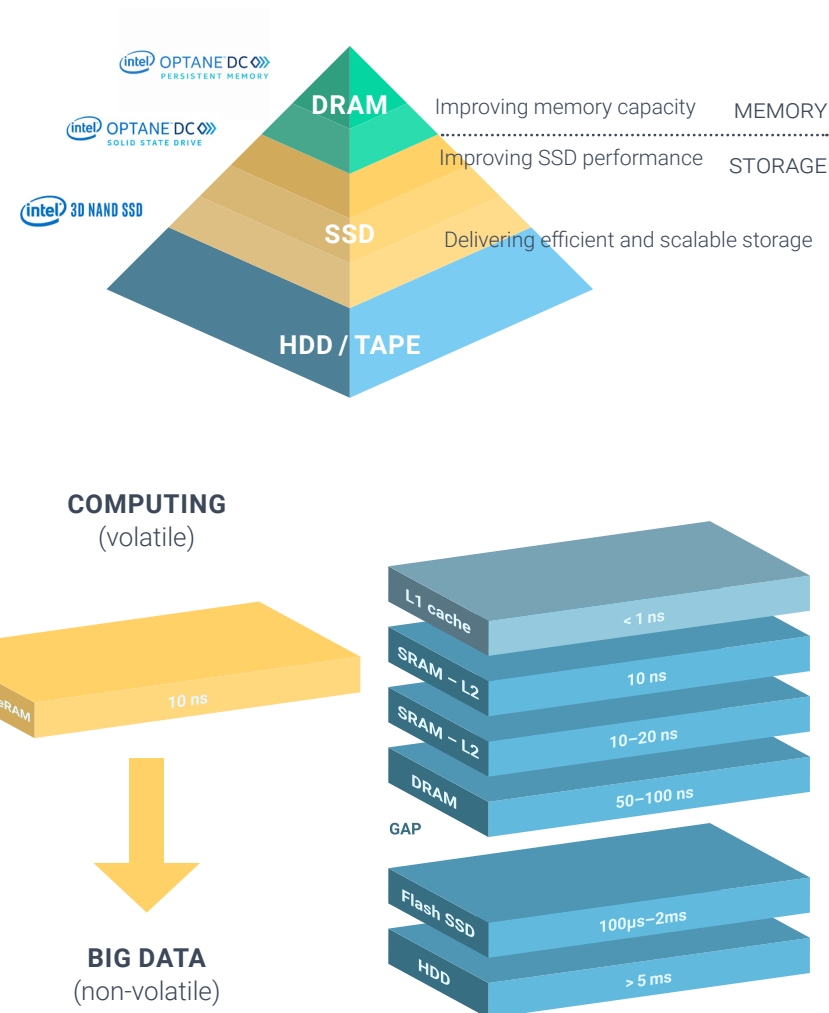 intel OPTANE DC
PERSISTENT MEMORY
DRAM
Improving memory capacity
MEMORY
intel OPTANE DC
SOLID STATE DRIVE
Improving SSD performance
STORAGE
intel 3D NAND SSD
SSD
Delivering efficient and scalable storage
HDD / TAPE
COMPUTING
(volatile)
eRAM
10 ns
BIG DATA
(non-volatile)
L1 cache
< 1 ns
SRAM – L2
10 ns
SRAM – L2
10–20 ns
DRAM
50–100 ns
GAP
Flash SSD
100µs–2ms
HDD
> 5 ms